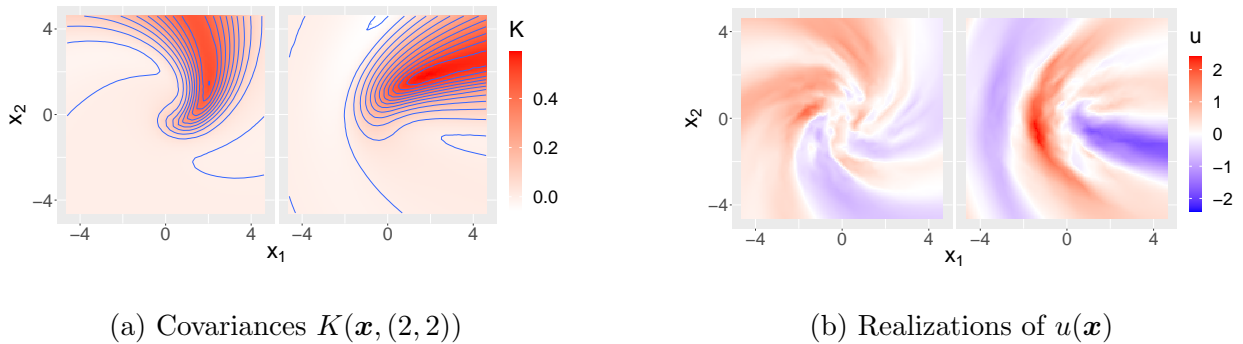 K
0.4
0.2
0.0
4
0
−4
x₂
−4 0 4 −4 0 4
x₁
u
2
1
0
−1
−2
4
0
−4
x₂
−4 0 4 −4 0 4
x₁
(a) Covariances K(x, (2, 2))
(b) Realizations of u(x)